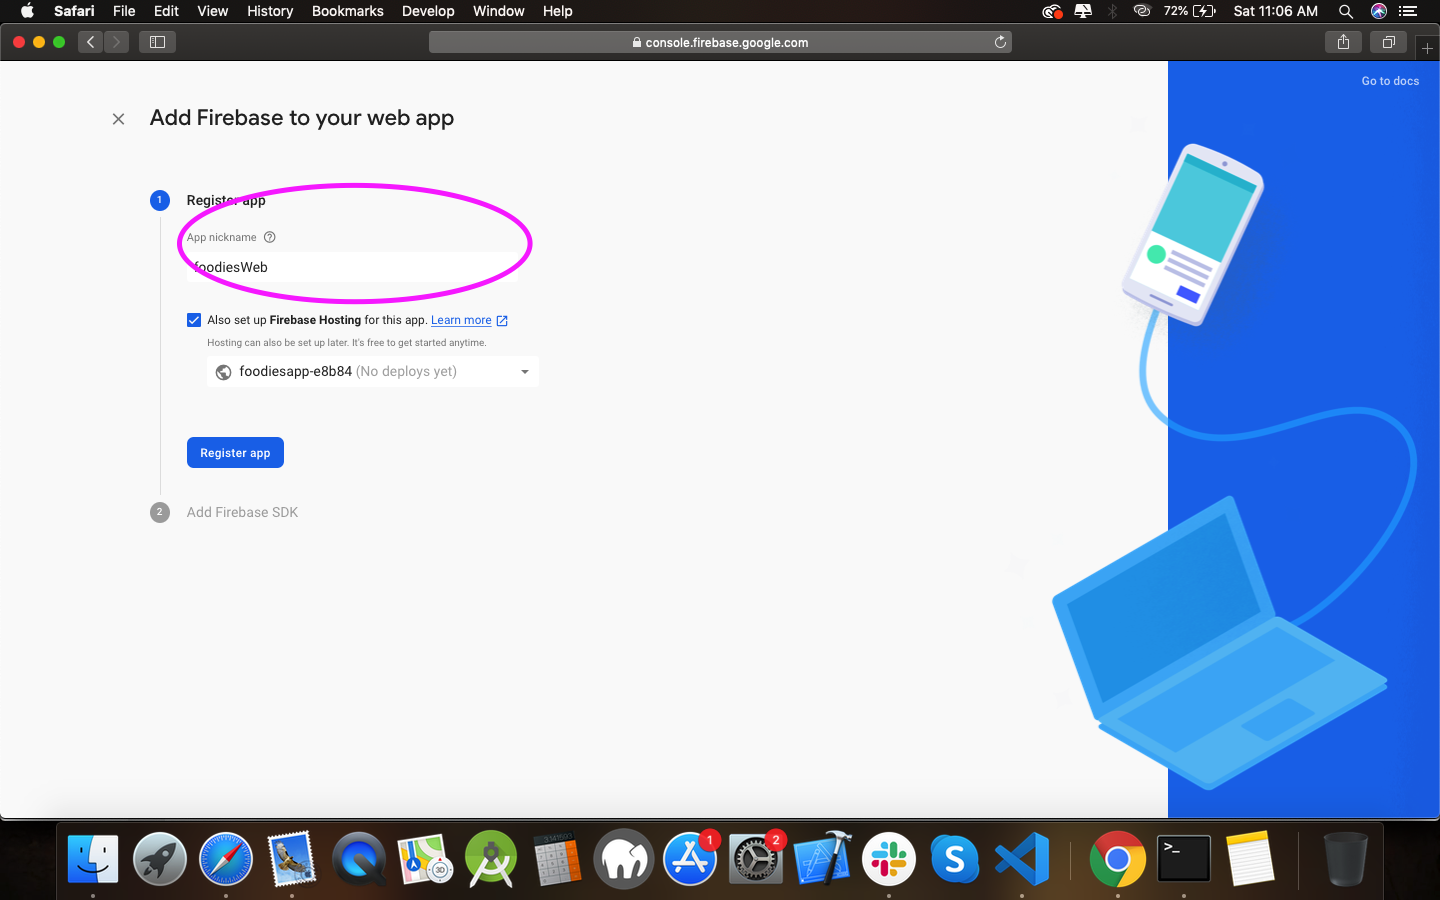 Safari File Edit View History Bookmarks Develop Window Help 72% Sat 11:06 AM
console.firebase.google.com
Go to docs
Add Firebase to your web app
1 Register app
App nickname ?
foodiesWeb
Also set up Firebase Hosting for this app. Learn more
Hosting can also be set up later. It's free to get started anytime.
foodiesapp-e8b84 (No deploys yet)
Register app
2 Add Firebase SDK
1
2
3D
S
>_